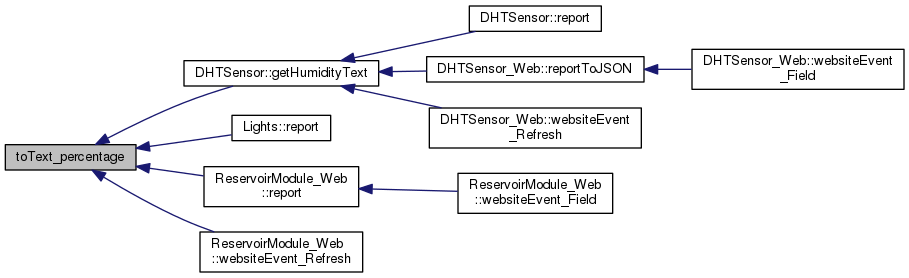 DHTSensor::report
DHTSensor::getHumidityText
DHTSensor_Web::reportToJSON
DHTSensor_Web::websiteEvent
_Field
DHTSensor_Web::websiteEvent
_Refresh
Lights::report
toText_percentage
ReservoirModule_Web
::report
ReservoirModule_Web
::websiteEvent_Field
ReservoirModule_Web
::websiteEvent_Refresh